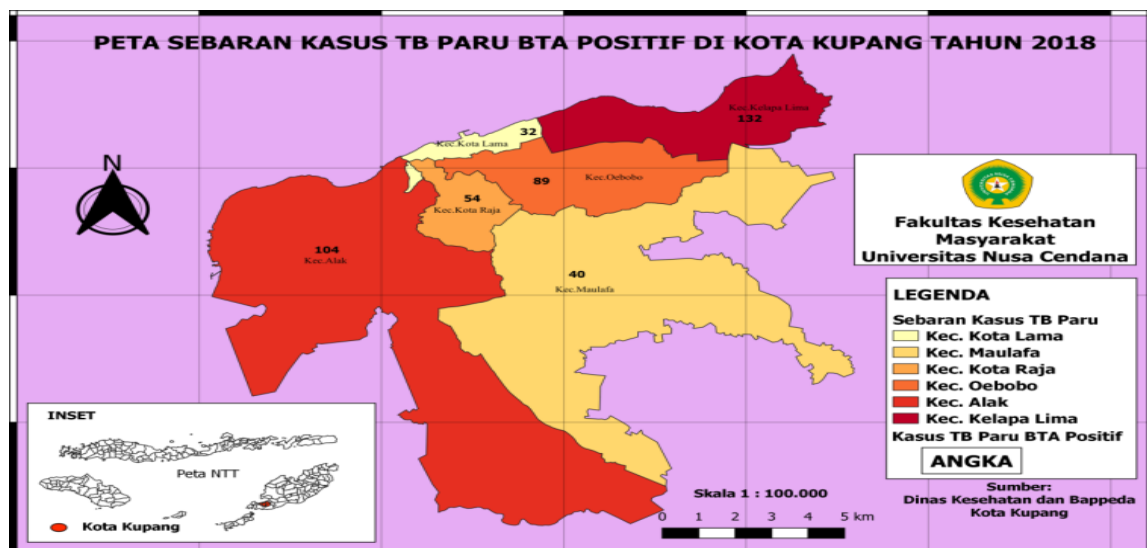 PETA SEBARAN KASUS TB PARU BTA POSITIF DI KOTA KUPANG TAHUN 2018
Kec.Kelapa Lima
132
32
Kec.Kota Lama
89
Kec.Oebobo
54
Kec.Kota Raja
104
Kec.Alak
40
Kec.Maulafa
N
Fakultas Kesehatan
Masyarakat
Universitas Nusa Cendana
LEGENDA
Sebaran Kasus TB Paru
Kec. Kota Lama
Kec. Maulafa
Kec. Kota Raja
Kec. Oebobo
Kec. Alak
Kec. Kelapa Lima
Kasus TB Paru BTA Positif
ANGKA
Sumber:
Dinas Kesehatan dan Bappeda
Kota Kupang
INSET
Peta NTT
Kota Kupang
Skala 1 : 100.000
0 1 2 3 4 5 km